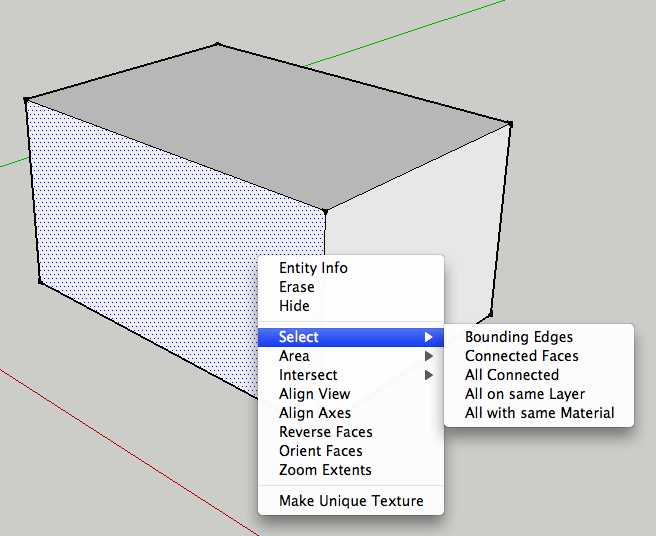 Entity Info
Erase
Hide
Select
Area
Intersect
Align View
Align Axes
Reverse Faces
Orient Faces
Zoom Extents
Make Unique Texture
Bounding Edges
Connected Faces
All Connected
All on same Layer
All with same Material